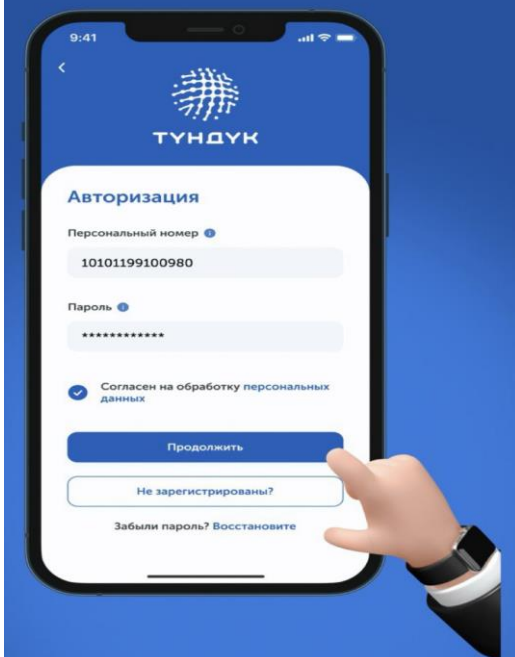 9:41
ТҮНДҮК
Авторизация
Персональный номер
10101199100980
Пароль
************
Согласен на обработку персональных
данных
Продолжить
Не зарегистрированы?
Забыли пароль? Восстановите